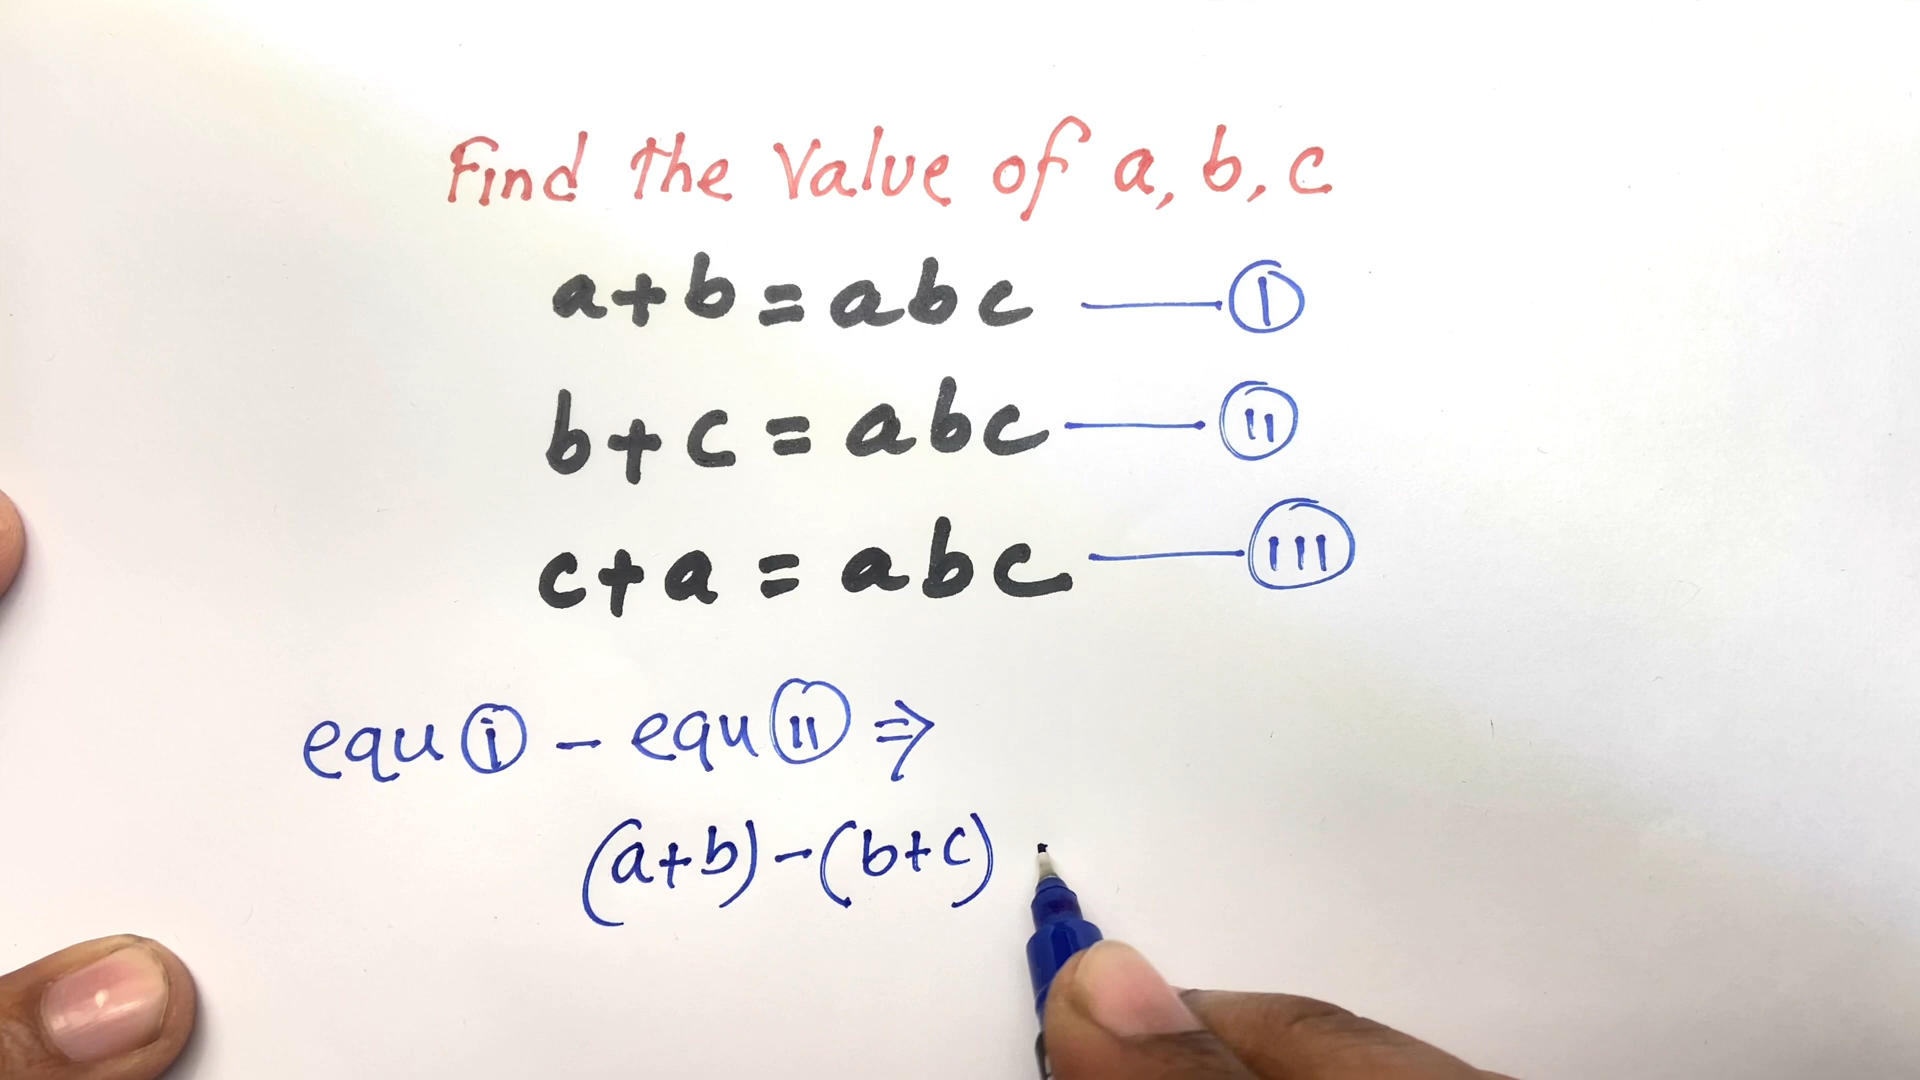 Find the Value of a, b, c
a+b = abc — I
b+c = abc — II
c+a = abc — III
equ i - equ II ⇒
(a+b) - (b+c)